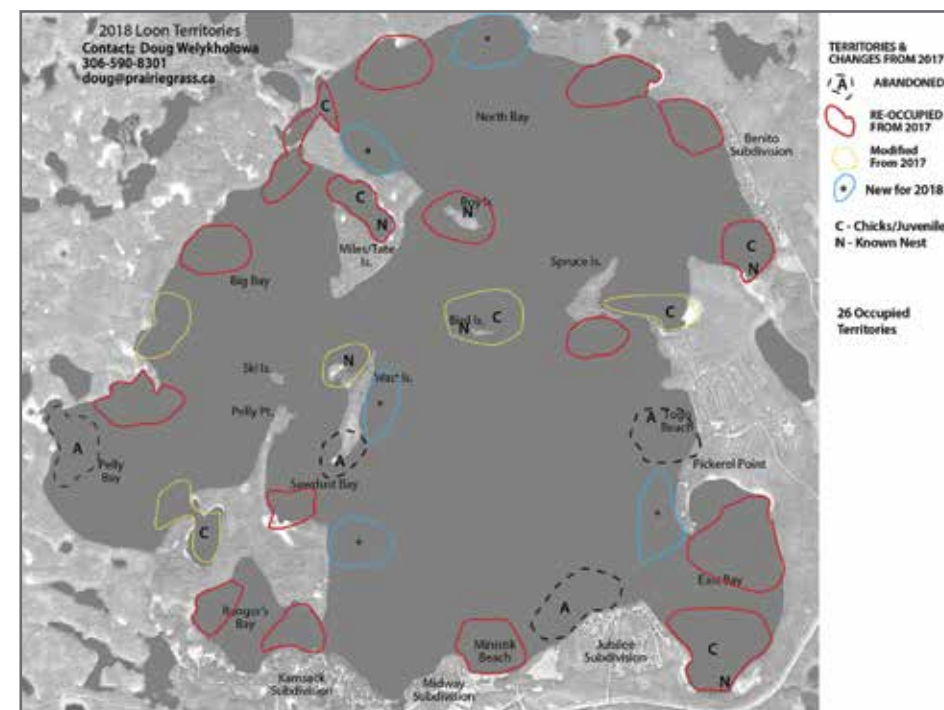 2018 Loon Territories
Contact: Doug Welykholowa
306-590-8301
doug@prairiegrass.ca
North Bay
Benito
Subdivision
C
C
N
Miles/Tate
Is.
N
C
N
Big Bay
Spruce Is.
Bird Is.
N
C
C
N
Ski Is.
Pelly Pt.
A
Pelly
Bay
A
A
Beach
Pickerel Point
Bay
C
East Bay
Bay
A
Kamsack
Subdivision
Midway
Subdivision
Ministik
Beach
Jubilee
Subdivision
C
N
TERRITORIES &
CHANGES FROM 2017
A ABANDONED
RE-OCCUPIED
FROM 2017
Modified
From 2017
New for 2018
C - Chicks/Juvenile
N - Known Nest
26 Occupied
Territories